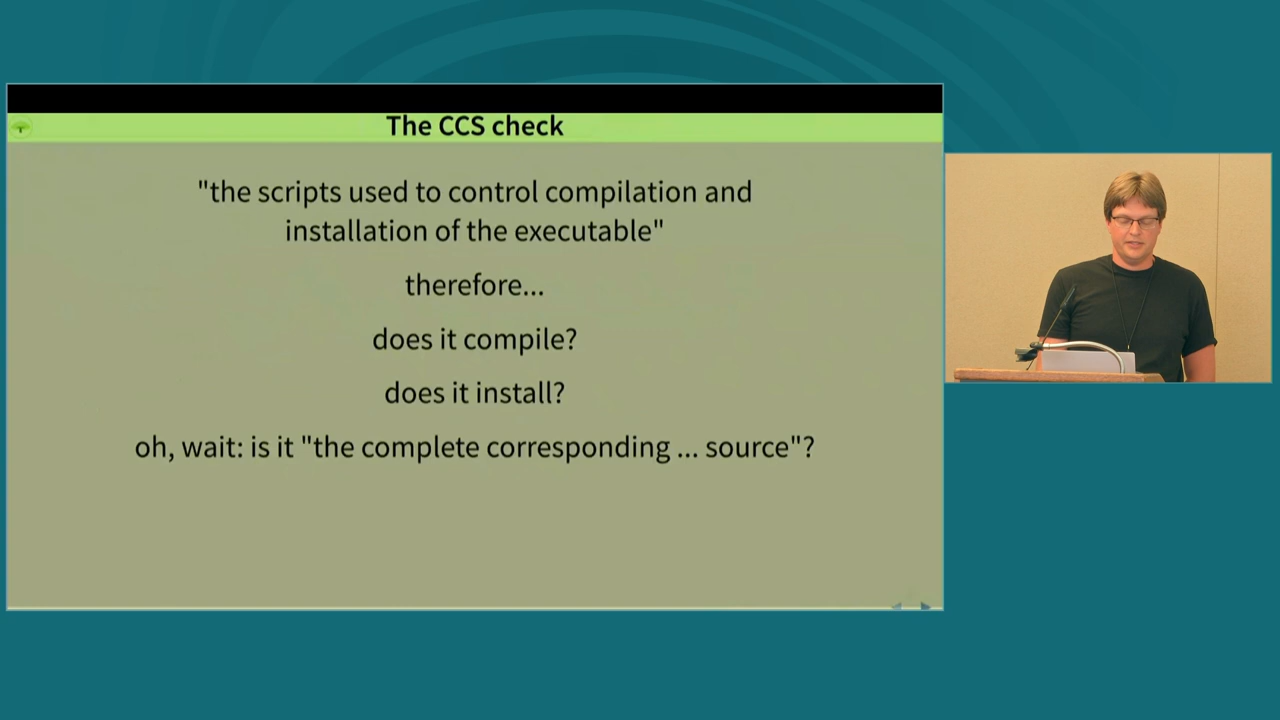 The CCS check
"the scripts used to control compilation and
installation of the executable"
therefore...
does it compile?
does it install?
oh, wait: is it "the complete corresponding ... source"?